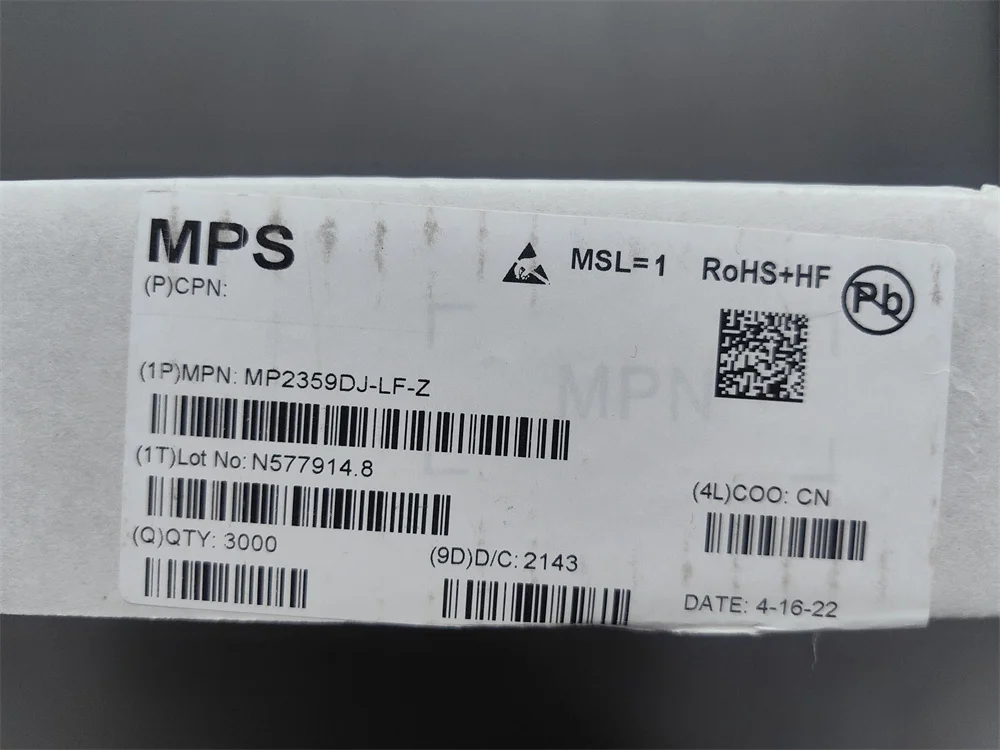 MPS
MSL=1
RoHS+HF
Pb
(P)CPN:
MPN
(1P)MPN: MP2359DJ-LF-Z
(1T)Lot No: N577914.8
(4L)COO: CN
(Q)QTY: 3000
(9D)D/C: 2143
DATE: 4-16-22